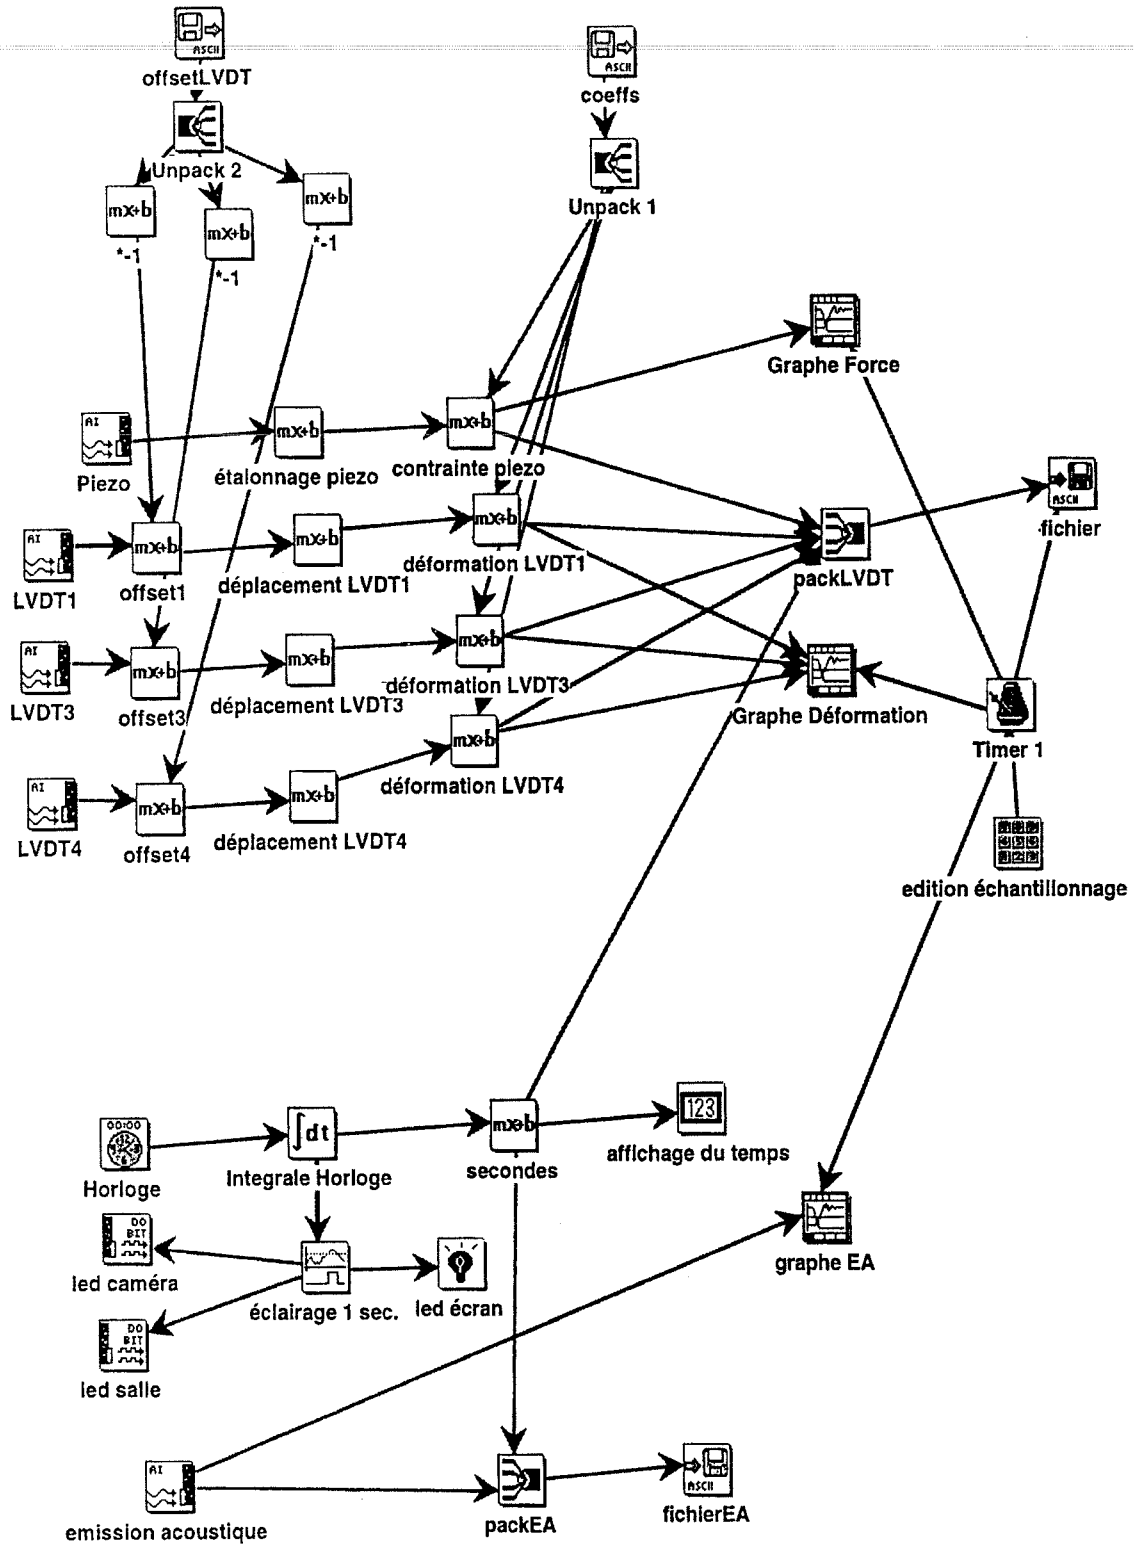 ASCII
offsetLVDT
ASCII
coeffs
Unpack 2
Unpack 1
mx+b
mx+b
mx+b
*-1
*-1
*-1
Graphe Force
AI
Piezo
mx+b
étalonnage piezo
mx+b
contrainte piezo
ASCII
fichier
AI
LVDT1
mx+b
offset1
mx+b
déplacement LVDT1
mx+b
déformation LVDT1
packLVDT
AI
LVDT3
mx+b
offset3
mx+b
déplacement LVDT3
mx+b
déformation LVDT3
Graphe Déformation
Timer 1
AI
LVDT4
mx+b
offset4
mx+b
déplacement LVDT4
mx+b
déformation LVDT4
edition échantillonnage
00:00
Horloge
∫dt
Integrale Horloge
mx+b
secondes
123
affichage du temps
DO
BIT
led caméra
éclairage 1 sec.
led écran
graphe EA
DO
BIT
led salle
AI
emission acoustique
packEA
ASCII
fichierEA